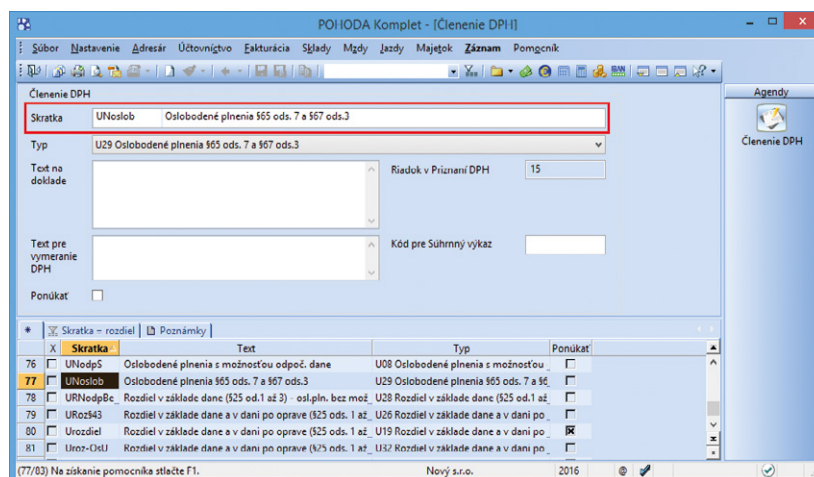 POHODA Komplet - [Členenie DPH]
Súbor Nastavenie Adresár Účtovníctvo Fakturácia Sklady Mzdy Jazdy Majetok Záznam Pomocník
Členenie DPH
Agendy
Skratka UNoslob Oslobodené plnenia §65 ods. 7 a §67 ods.3
Členenie DPH
Typ U29 Oslobodené plnenia §65 ods. 7 a §67 ods.3
Text na doklade
Riadok v Priznaní DPH 15
Text pre vymeranie DPH
Kód pre Súhrnný výkaz
Ponúkať
* Skratka – rozdiel Poznámky
X Skratka Text Typ Ponúkať
76 UNodpS Oslobodené plnenia s možnosťou odpoč. dane U08 Oslobodené plnenia s možnosťou
77 UNoslob Oslobodené plnenia §65 ods. 7 a §67 ods.3 U29 Oslobodené plnenia §65 ods. 7 a §6
78 URNodpBe Rozdiel v základe dane (§25 od.1 až 3) - osl.pln. bez mož U28 Rozdiel v základe dane (§25 od.1 až
79 URoz§43 Rozdiel v základe dane a v dani po oprave (§25 ods. 1 až U26 Rozdiel v základe dane a v dani po
80 Urozdiel Rozdiel v základe dane a v dani po oprave (§25 ods. 1 až U19 Rozdiel v základe dane a v dani po
81 Uroz-OsU Rozdiel v základe dane a v dani po oprave (§25 ods. 1 až U32 Rozdiel v základe dane a v dani po
(77/83) Na získanie pomocníka stlačte F1. Nový s.r.o. 2016 @